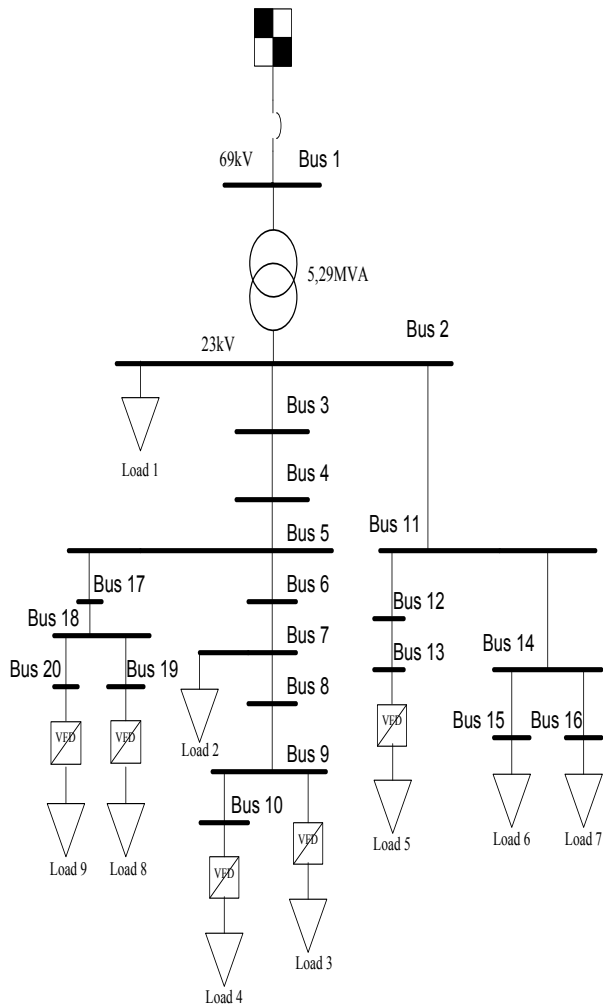 69kV
Bus 1
5,29MVA
Bus 2
23kV
Bus 3
Load 1
Bus 4
Bus 5
Bus 11
Bus 17
Bus 6
Bus 12
Bus 18
Bus 7
Bus 13
Bus 14
Bus 20
Bus 19
Bus 8
Bus 15
Bus 16
VFD
VFD
Load 2
VFD
Bus 9
Bus 10
VFD
Load 5
Load 6
Load 7
Load 9
Load 8
VFD
Load 3
Load 4